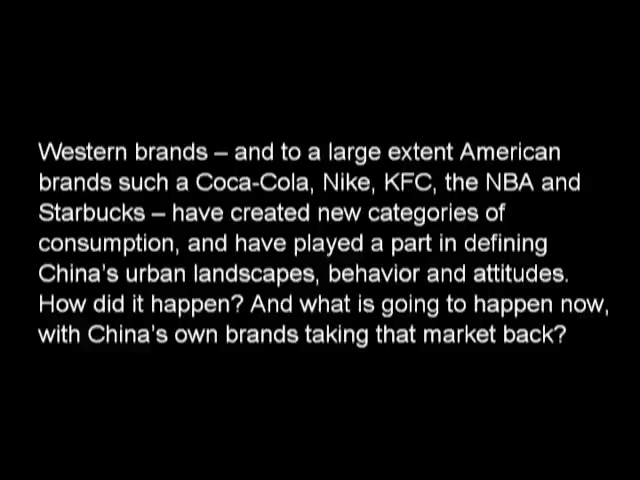 Western brands – and to a large extent American
brands such a Coca-Cola, Nike, KFC, the NBA and
Starbucks – have created new categories of
consumption, and have played a part in defining
China's urban landscapes, behavior and attitudes.
How did it happen? And what is going to happen now,
with China's own brands taking that market back?